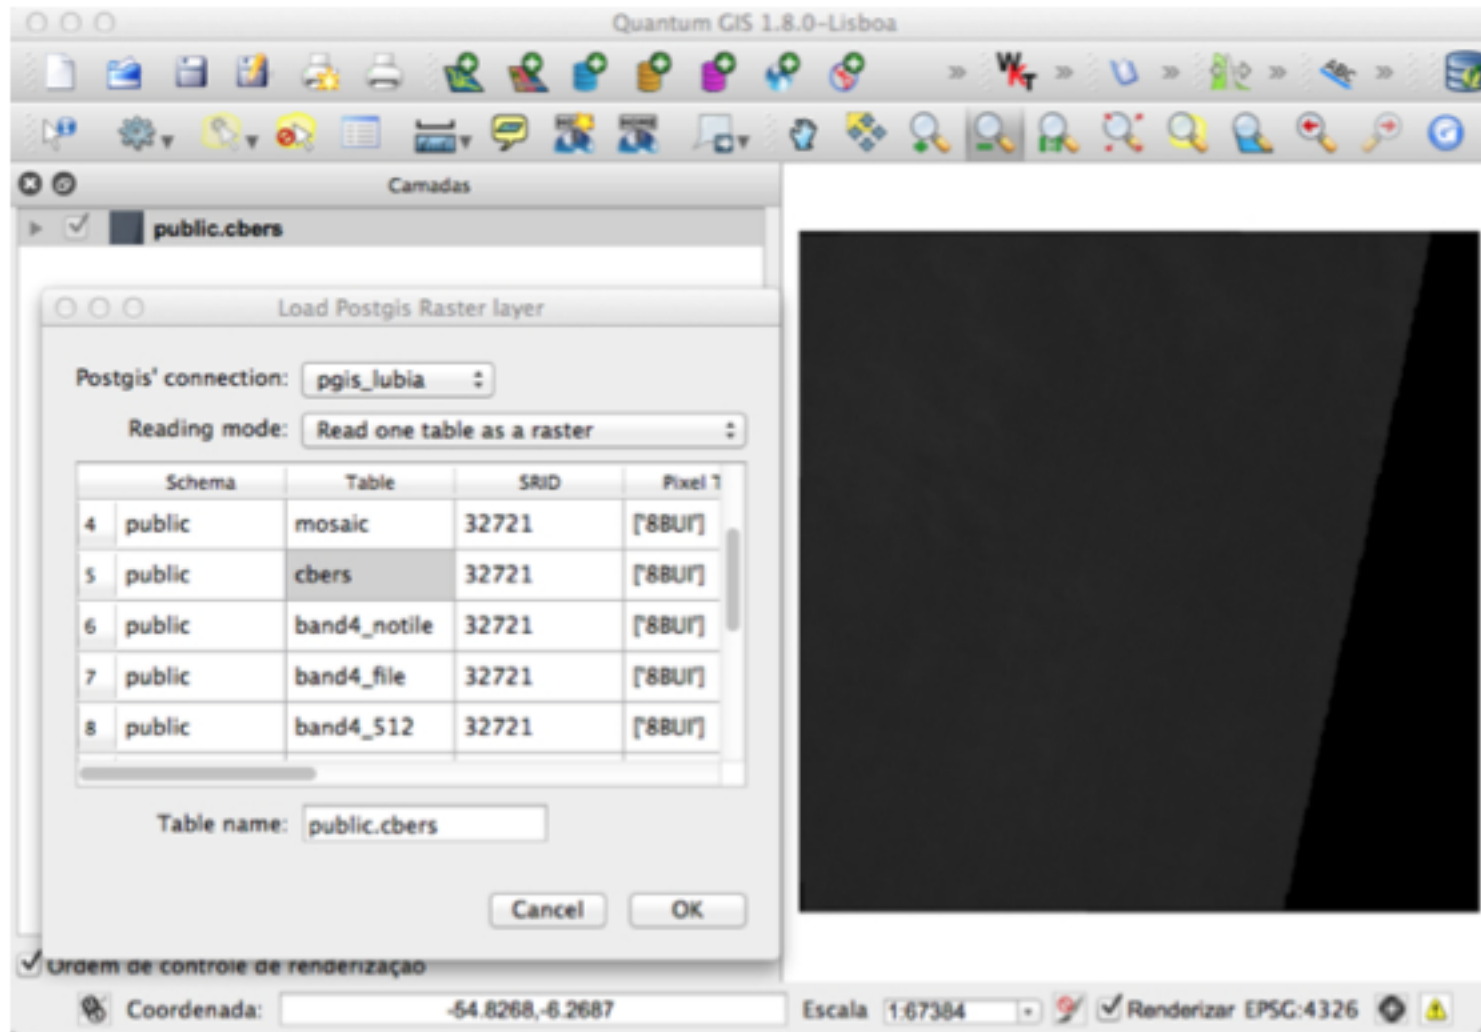 Quantum GIS 1.8.0-Lisboa
WKT
ABC
Camadas
public.cbers
Load Postgis Raster layer
Postgis' connection: pgis_lubia
Reading mode: Read one table as a raster
Schema Table SRID Pixel T
4 public mosaic 32721 ["8BUI"]
5 public cbers 32721 ["8BUI"]
6 public band4_notile 32721 ["8BUI"]
7 public band4_file 32721 ["8BUI"]
8 public band4_512 32721 ["8BUI"]
Table name: public.cbers
Cancel OK
Ordem de controle de renderização
Coordenada: -54.8268,-6.2687 Escala 1:67384 Renderizar EPSG:4326